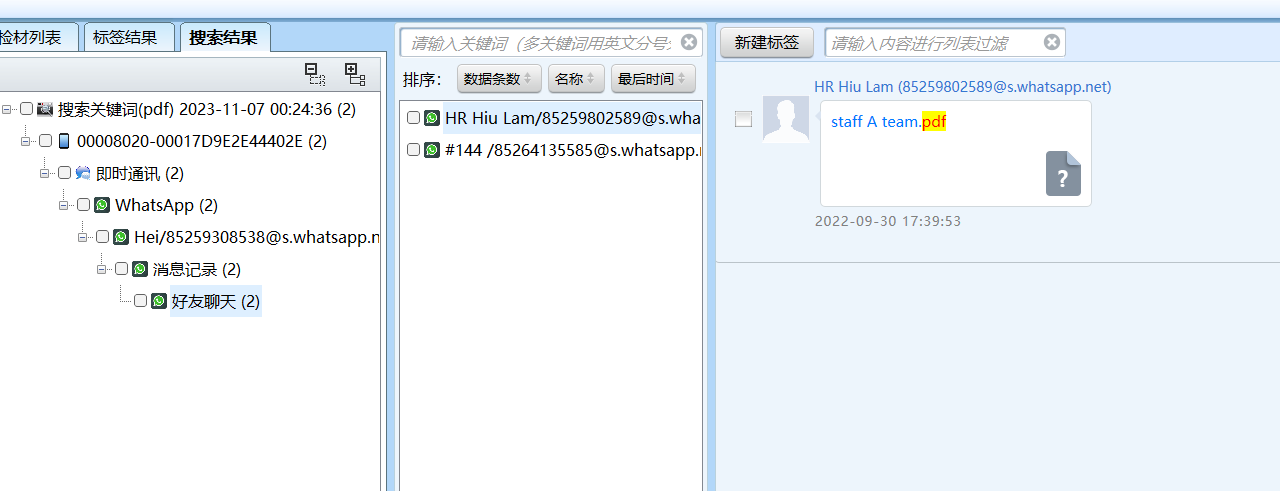 检材列表 标签结果 搜索结果
搜索关键词(pdf) 2023-11-07 00:24:36 (2)
00008020-00017D9E2E44402E (2)
即时通讯 (2)
WhatsApp (2)
Hei/85259308538@s.whatsapp.n
消息记录 (2)
好友聊天 (2)
请输入关键词（多关键词用英文分号
排序： 数据条数 名称 最后时间
HR Hiu Lam/85259802589@s.wha
#144 /85264135585@s.whatsapp.
新建标签 请输入内容进行列表过滤
HR Hiu Lam (85259802589@s.whatsapp.net)
staff A team.pdf
?
2022-09-30 17:39:53